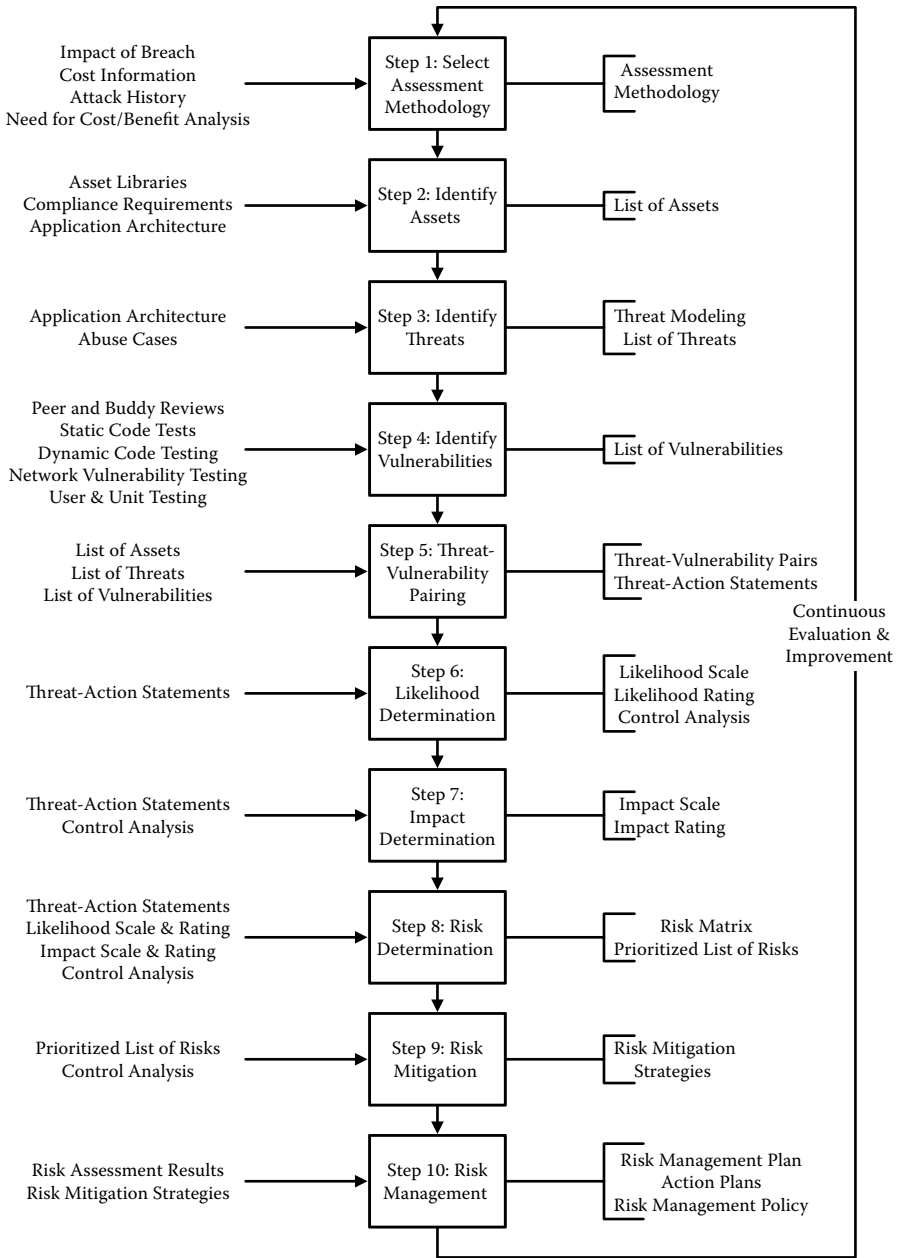 Impact of Breach
Cost Information
Attack History
Need for Cost/Benefit Analysis
Step 1: Select
Assessment
Methodology
Assessment
Methodology
Asset Libraries
Compliance Requirements
Application Architecture
Step 2: Identify
Assets
List of Assets
Application Architecture
Abuse Cases
Step 3: Identify
Threats
Threat Modeling
List of Threats
Peer and Buddy Reviews
Static Code Tests
Dynamic Code Testing
Network Vulnerability Testing
User & Unit Testing
Step 4: Identify
Vulnerabilities
List of Vulnerabilities
List of Assets
List of Threats
List of Vulnerabilities
Step 5: Threat-
Vulnerability
Pairing
Threat-Vulnerability Pairs
Threat-Action Statements
Continuous
Evaluation &
Improvement
Threat-Action Statements
Step 6:
Likelihood
Determination
Likelihood Scale
Likelihood Rating
Control Analysis
Threat-Action Statements
Control Analysis
Step 7:
Impact
Determination
Impact Scale
Impact Rating
Threat-Action Statements
Likelihood Scale & Rating
Impact Scale & Rating
Control Analysis
Step 8: Risk
Determination
Risk Matrix
Prioritized List of Risks
Prioritized List of Risks
Control Analysis
Step 9: Risk
Mitigation
Risk Mitigation
Strategies
Risk Assessment Results
Risk Mitigation Strategies
Step 10: Risk
Management
Risk Management Plan
Action Plans
Risk Management Policy